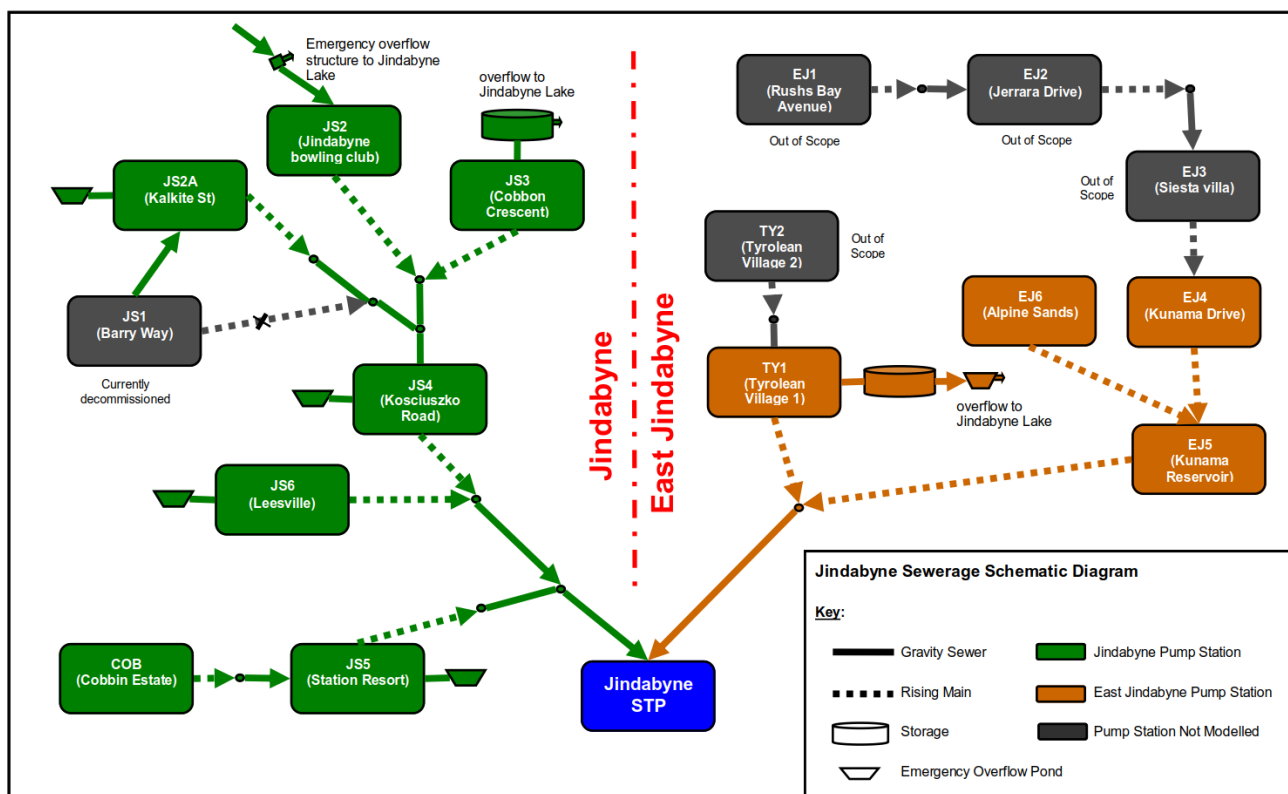 Emergency overflow
structure to Jindabyne
Lake
overflow to
Jindabyne Lake
JS2
(Jindabyne
bowling club)
JS3
(Cobbon
Crescent)
JS2A
(Kalkite St)
JS1
(Barry Way)
Currently
decommissioned
JS4
(Kosciuszko
Road)
JS6
(Leesville)
COB
(Cobbin Estate)
JS5
(Station Resort)
Jindabyne
STP
Jindabyne
East Jindabyne
EJ1
(Rushs Bay
Avenue)
Out of Scope
EJ2
(Jerrara Drive)
Out of Scope
EJ3
(Siesta villa)
Out of
Scope
TY2
(Tyrolean
Village 2)
Out of
Scope
EJ6
(Alpine Sands)
EJ4
(Kunama Drive)
TY1
(Tyrolean
Village 1)
overflow to
Jindabyne Lake
EJ5
(Kunama
Reservoir)
Jindabyne Sewerage Schematic Diagram
Key:
Gravity Sewer
Jindabyne Pump Station
Rising Main
East Jindabyne Pump Station
Storage
Pump Station Not Modelled
Emergency Overflow Pond